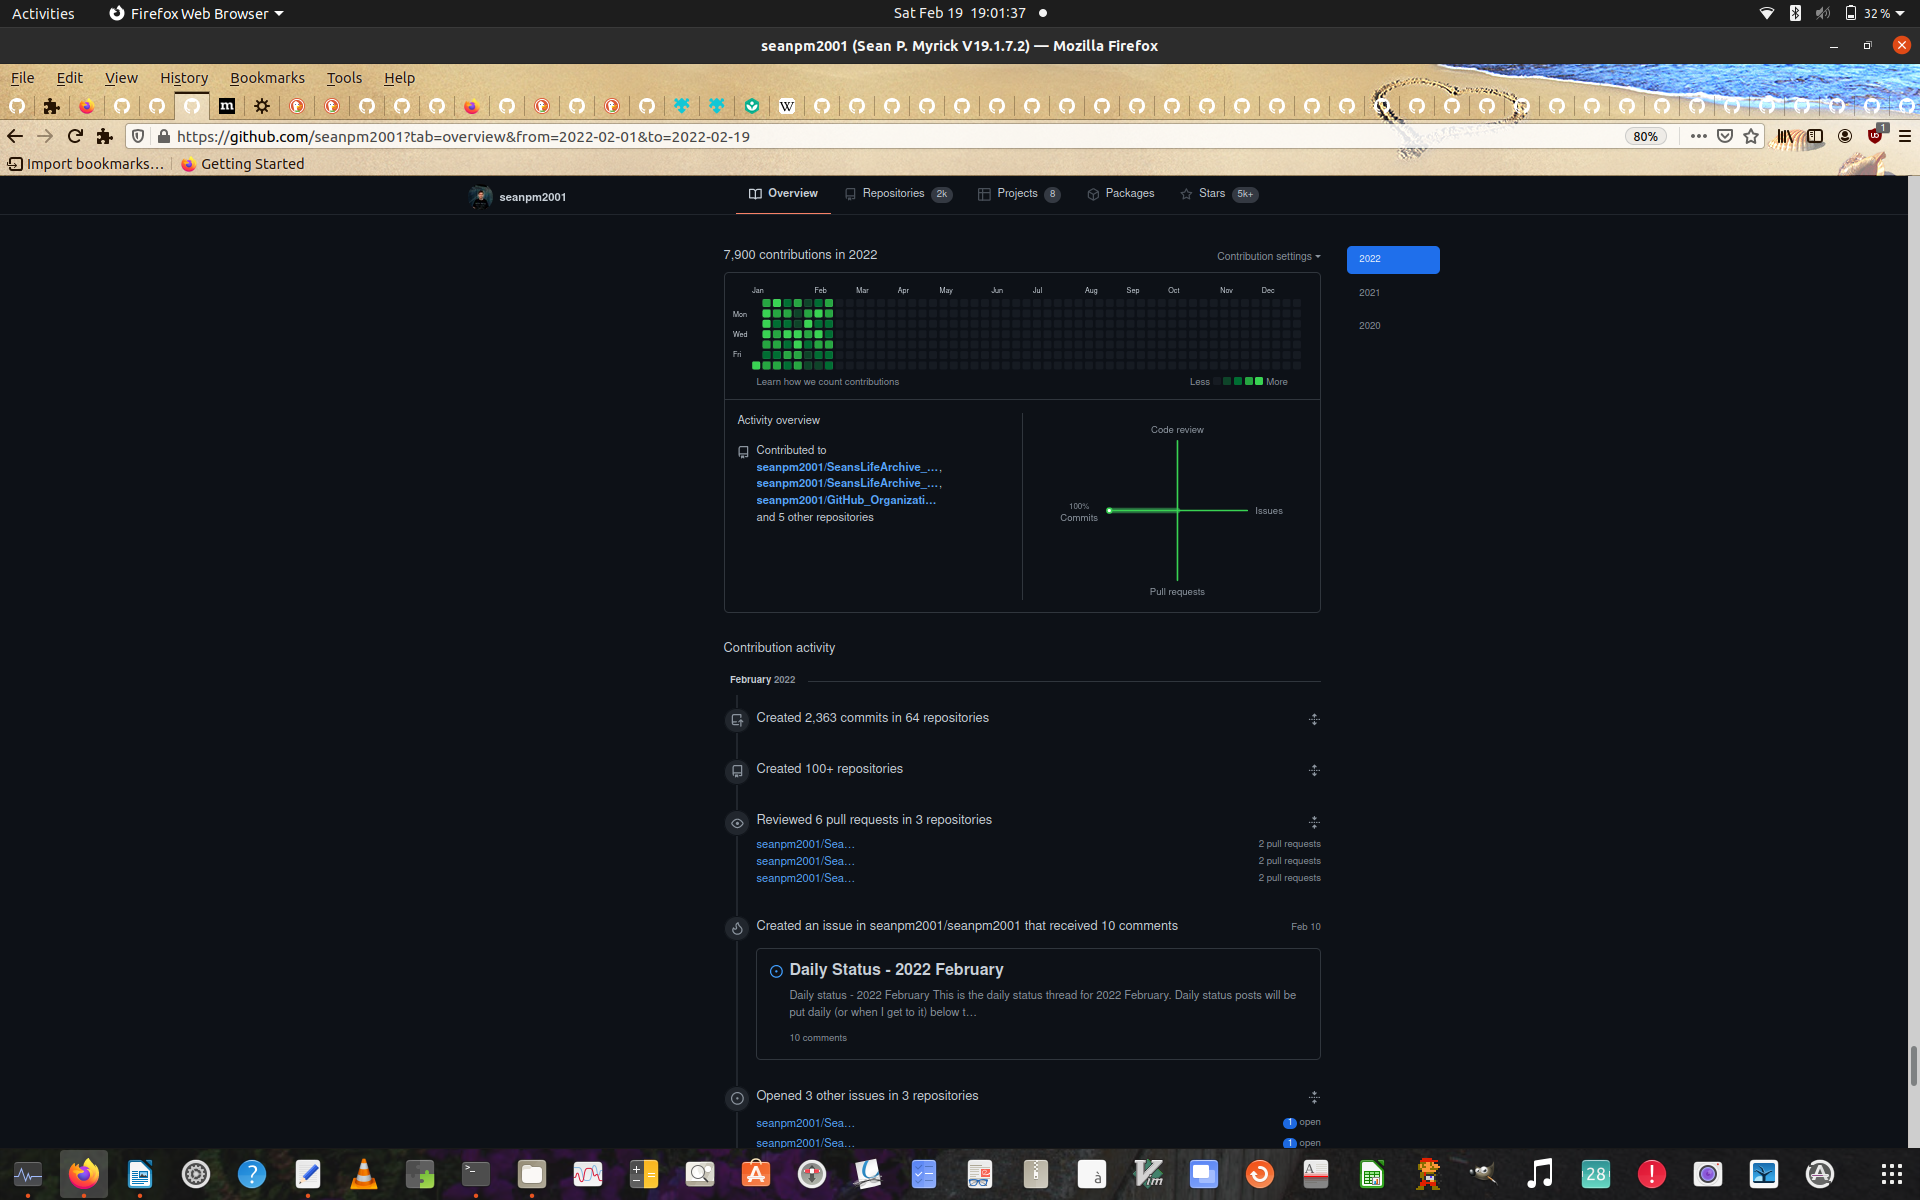 Activities
Firefox Web Browser
Sat Feb 19 19:01:37
32 %
seanpm2001 (Sean P. Myrick V19.1.7.2) — Mozilla Firefox
File Edit View History Bookmarks Tools Help
https://github.com/seanpm2001?tab=overview&from=2022-02-01&to=2022-02-19
80%
1
Import bookmarks…
Getting Started
seanpm2001
Overview
Repositories 2k
Projects 8
Packages
Stars 5k+
7,900 contributions in 2022
Contribution settings
2022
2021
2020
Jan Feb Mar Apr May Jun Jul Aug Sep Oct Nov Dec
Mon
Wed
Fri
Learn how we count contributions
Less More
Activity overview
Contributed to
seanpm2001/SeansLifeArchive_…,
seanpm2001/SeansLifeArchive_…,
seanpm2001/GitHub_Organizati…
and 5 other repositories
Code review
100%
Commits
Issues
Pull requests
Contribution activity
February 2022
Created 2,363 commits in 64 repositories
Created 100+ repositories
Reviewed 6 pull requests in 3 repositories
seanpm2001/Sea… 2 pull requests
seanpm2001/Sea… 2 pull requests
seanpm2001/Sea… 2 pull requests
Created an issue in seanpm2001/seanpm2001 that received 10 comments
Feb 10
Daily Status - 2022 February
Daily status - 2022 February This is the daily status thread for 2022 February. Daily status posts will be
put daily (or when I get to it) below t…
10 comments
Opened 3 other issues in 3 repositories
seanpm2001/Sea… 1 open
seanpm2001/Sea… 1 open
28